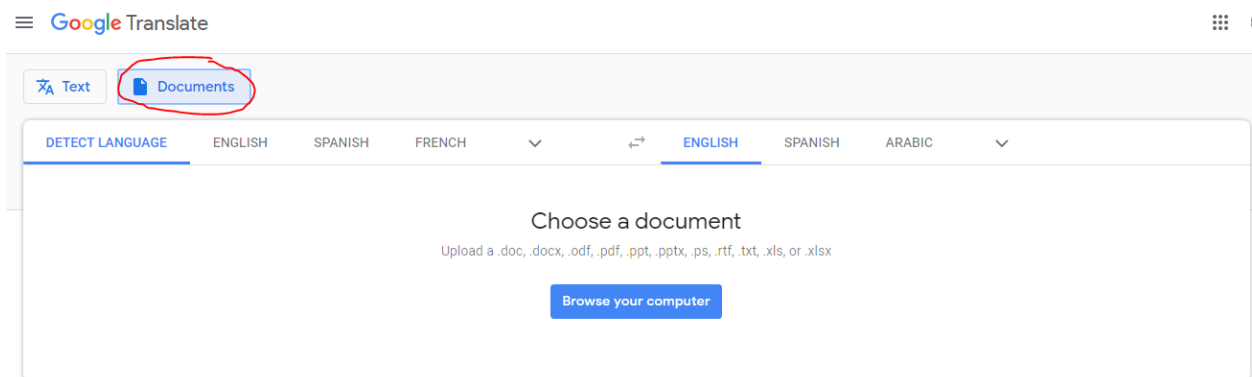 Google Translate
Text Documents
DETECT LANGUAGE ENGLISH SPANISH FRENCH ENGLISH SPANISH ARABIC
Choose a document
Upload a .doc, .docx, .odf, .pdf, .ppt, .pptx, .ps, .rtf, .txt, .xls, or .xlsx
Browse your computer